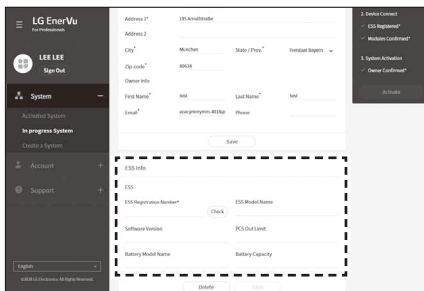 LG EnerVu
For Professionals
LEE LEE
Sign Out
System
Activated System
In progress System
Create a System
Account
Support
English
Address 1* 195 Arnulfstraße
Address 2
City* München State / Prov.* Freistaat Bayern
Zip-code* 80634
Owner Info
First Name* test Last Name* test
Email* Phone
Save
ESS Info
ESS
ESS Registration Number* Check ESS Model Name
Software Version PCS Out Limit
Battery Model Name Battery Capacity
Delete Save
2. Device Connect
ESS Registered*
Modules Confirmed*
3. System Activation
Owner Confirmed*
Activate